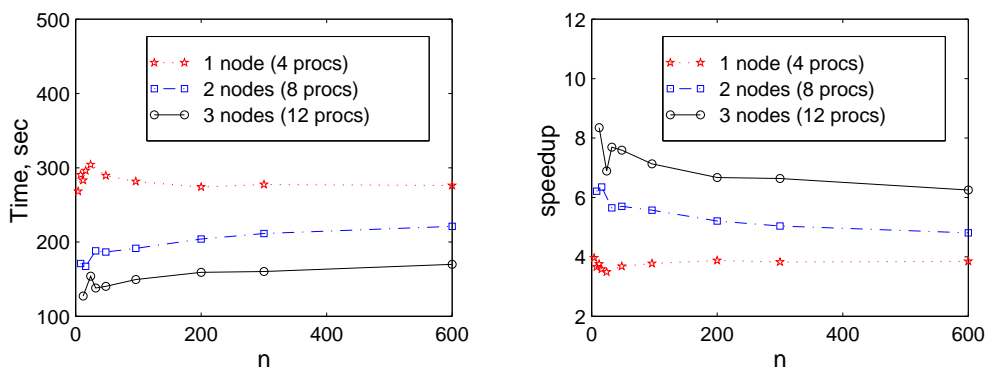 500
400
300
200
100
Time, sec
1 node (4 procs)
2 nodes (8 procs)
3 nodes (12 procs)
0
200
400
600
n
12
10
8
6
4
2
speedup
1 node (4 procs)
2 nodes (8 procs)
3 nodes (12 procs)
0
200
400
600
n